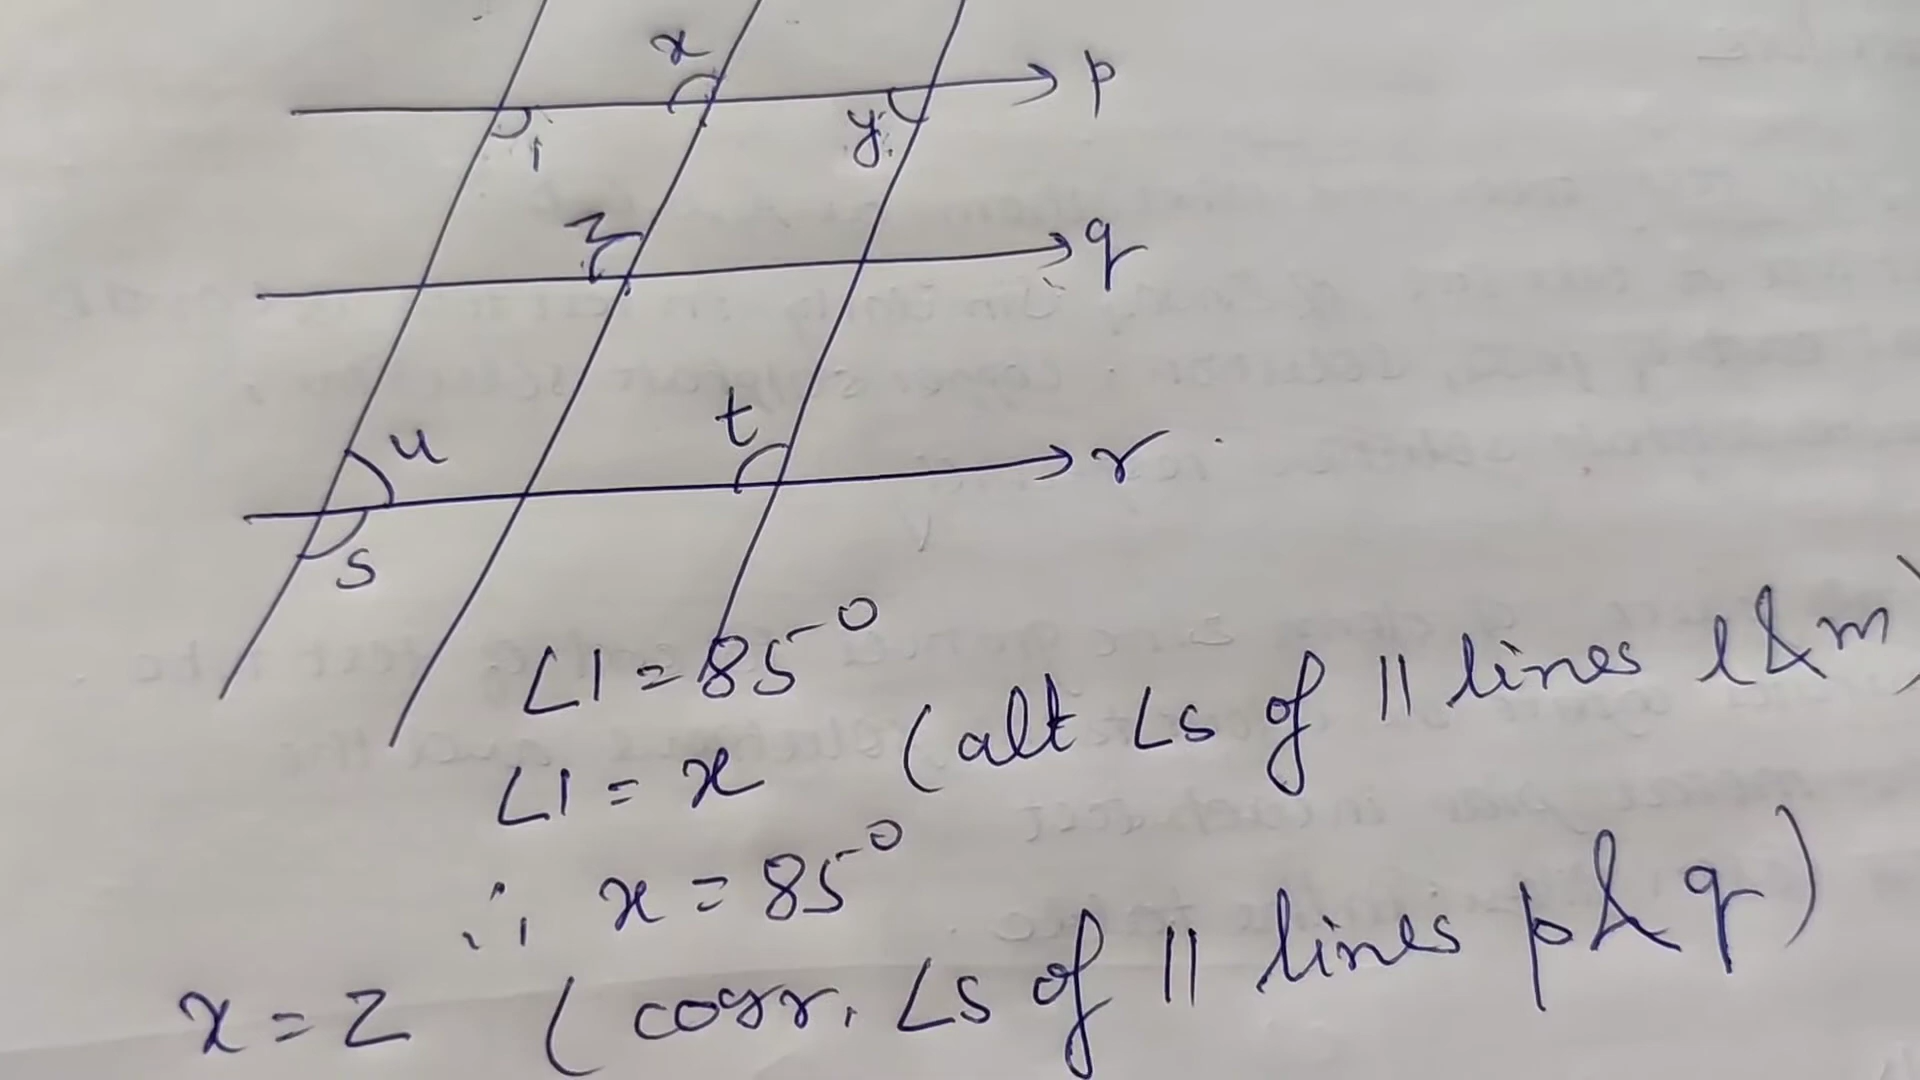 x
p
1
y
z
q
t
u
r
s
∠1 = 85°
∠1 = x (alt ∠s of || lines l & m)
∴ x = 85°
x = z (corr. ∠s of || lines p & q)